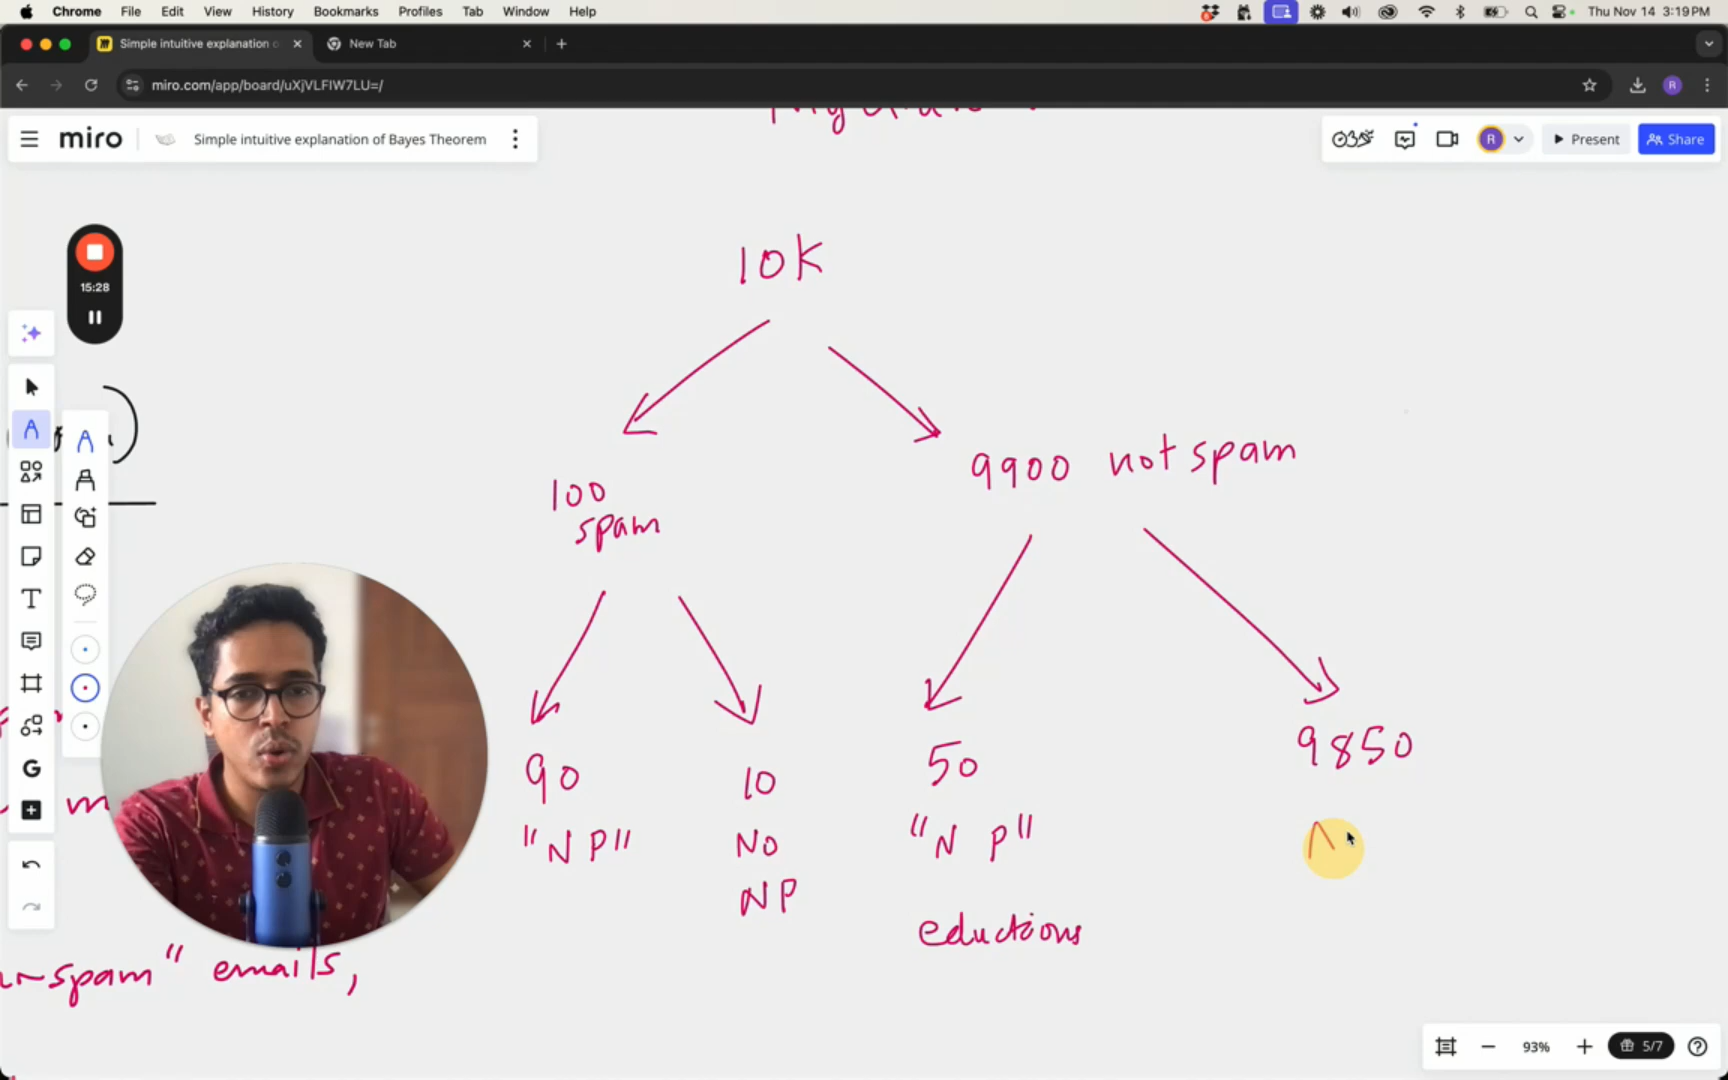 Chrome File Edit View History Bookmarks Profiles Tab Window Help
Thu Nov 14 3:19 PM
Simple intuitive explanation o
New Tab
miro.com/app/board/uXjVLFIW7LU=/
R
miro
Simple intuitive explanation of Bayes Theorem
R
Present
Share
15:28
10K
100
spam
9900 not spam
90
"NP"
10
No
NP
50
"N P"
eductions
9850
T
G
m
n-spam" emails,
93%
5/7